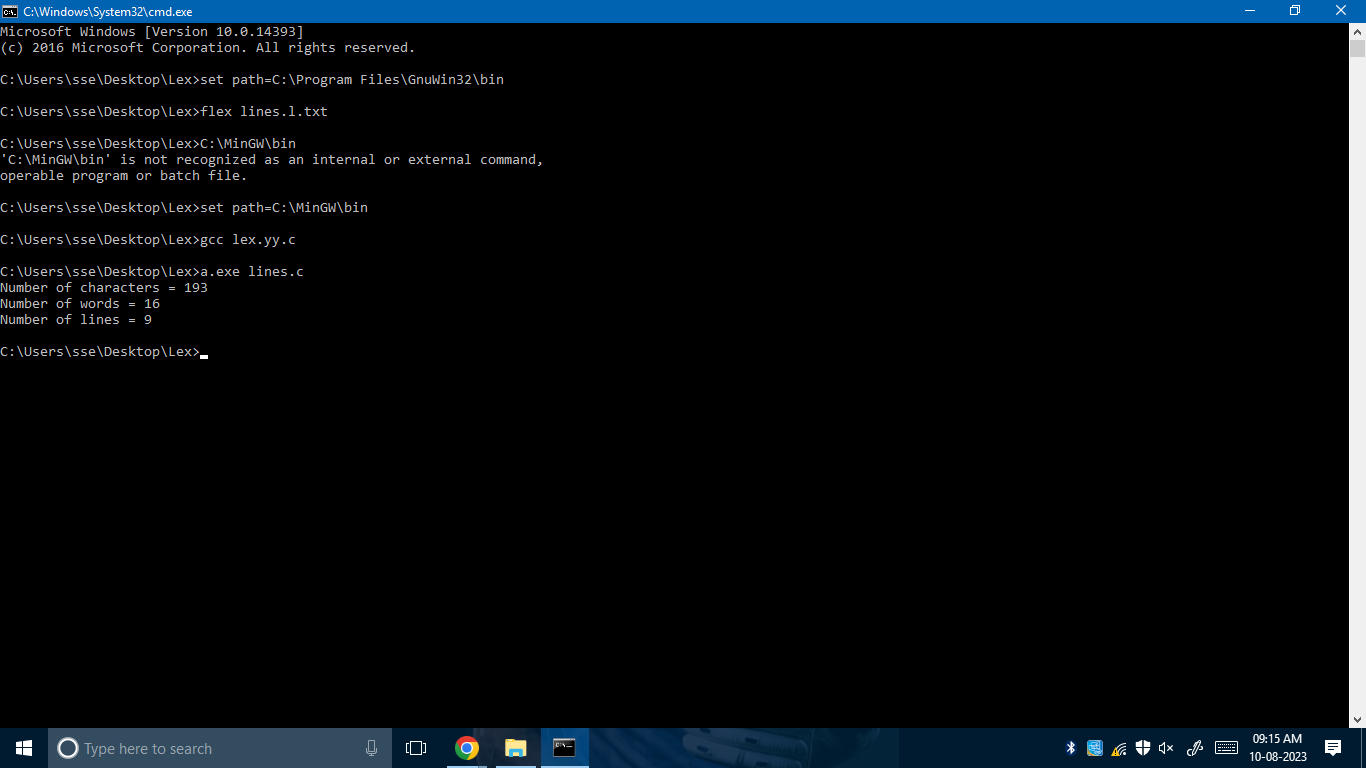 C:\Windows\System32\cmd.exe
Microsoft Windows [Version 10.0.14393]
(c) 2016 Microsoft Corporation. All rights reserved.
C:\Users\sse\Desktop\Lex>set path=C:\Program Files\GnuWin32\bin
C:\Users\sse\Desktop\Lex>flex lines.l.txt
C:\Users\sse\Desktop\Lex>C:\MinGW\bin
'C:\MinGW\bin' is not recognized as an internal or external command,
operable program or batch file.
C:\Users\sse\Desktop\Lex>set path=C:\MinGW\bin
C:\Users\sse\Desktop\Lex>gcc lex.yy.c
C:\Users\sse\Desktop\Lex>a.exe lines.c
Number of characters = 193
Number of words = 16
Number of lines = 9
C:\Users\sse\Desktop\Lex>
Type here to search
09:15 AM
10-08-2023